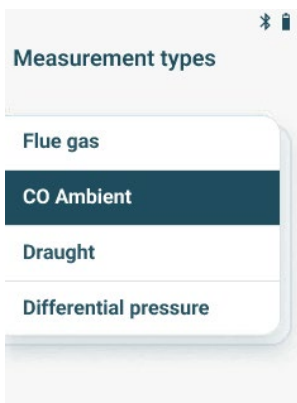 Measurement types
Flue gas
CO Ambient
Draught
Differential pressure